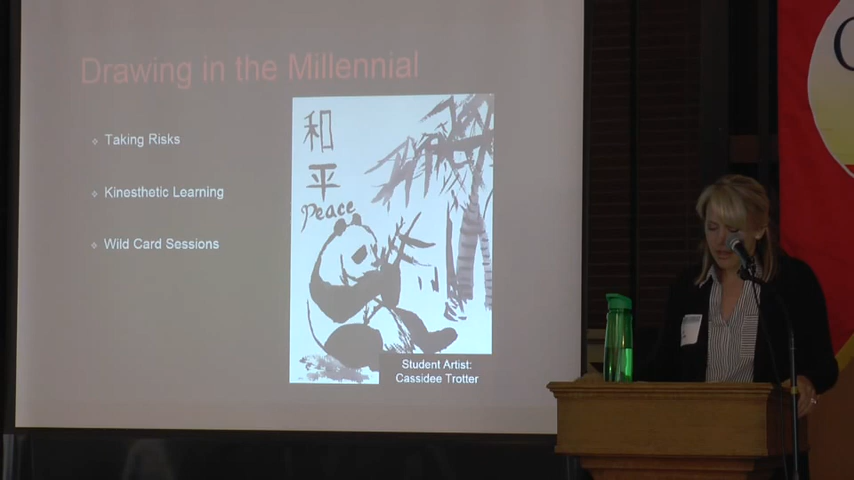 Drawing in the Millennial
Taking Risks
Kinesthetic Learning
Wild Card Sessions
和
平
Peace
Student Artist:
Cassidee Trotter